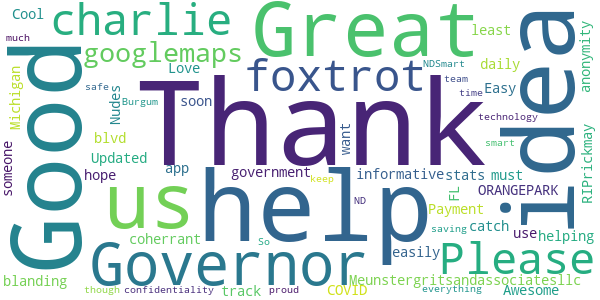 Cool
charlie
Great
least
idea
NDSmart
much
Good
googlemaps
foxtrot
team
daily
anonymity
Michigan
safe
Love
Nudes
Burgum
soon
Thank
time
Easy
technology
blvd
want
smart
Updated
app
someone
hope
government
informative
stats
must
RIPrickmay
us
help
keep
ND
FL
ORANGEPARK
Payment
saving
catch
use
helping
coherrant
So
easily
Governor
Please
blanding
track
COVID
Meunstergritsandassociatesllc
though
confidentiality
proud
everything
Awesome